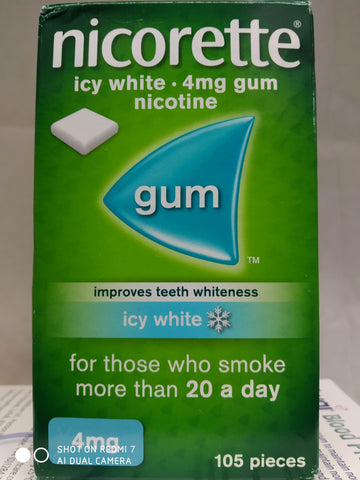 nicorette®
icy white · 4mg gum
nicotine
gum
™
improves teeth whiteness
icy white
for those who smoke
more than 20 a day
4mg
105 pieces
SHOT ON REDMI 7
AI DUAL CAMERA